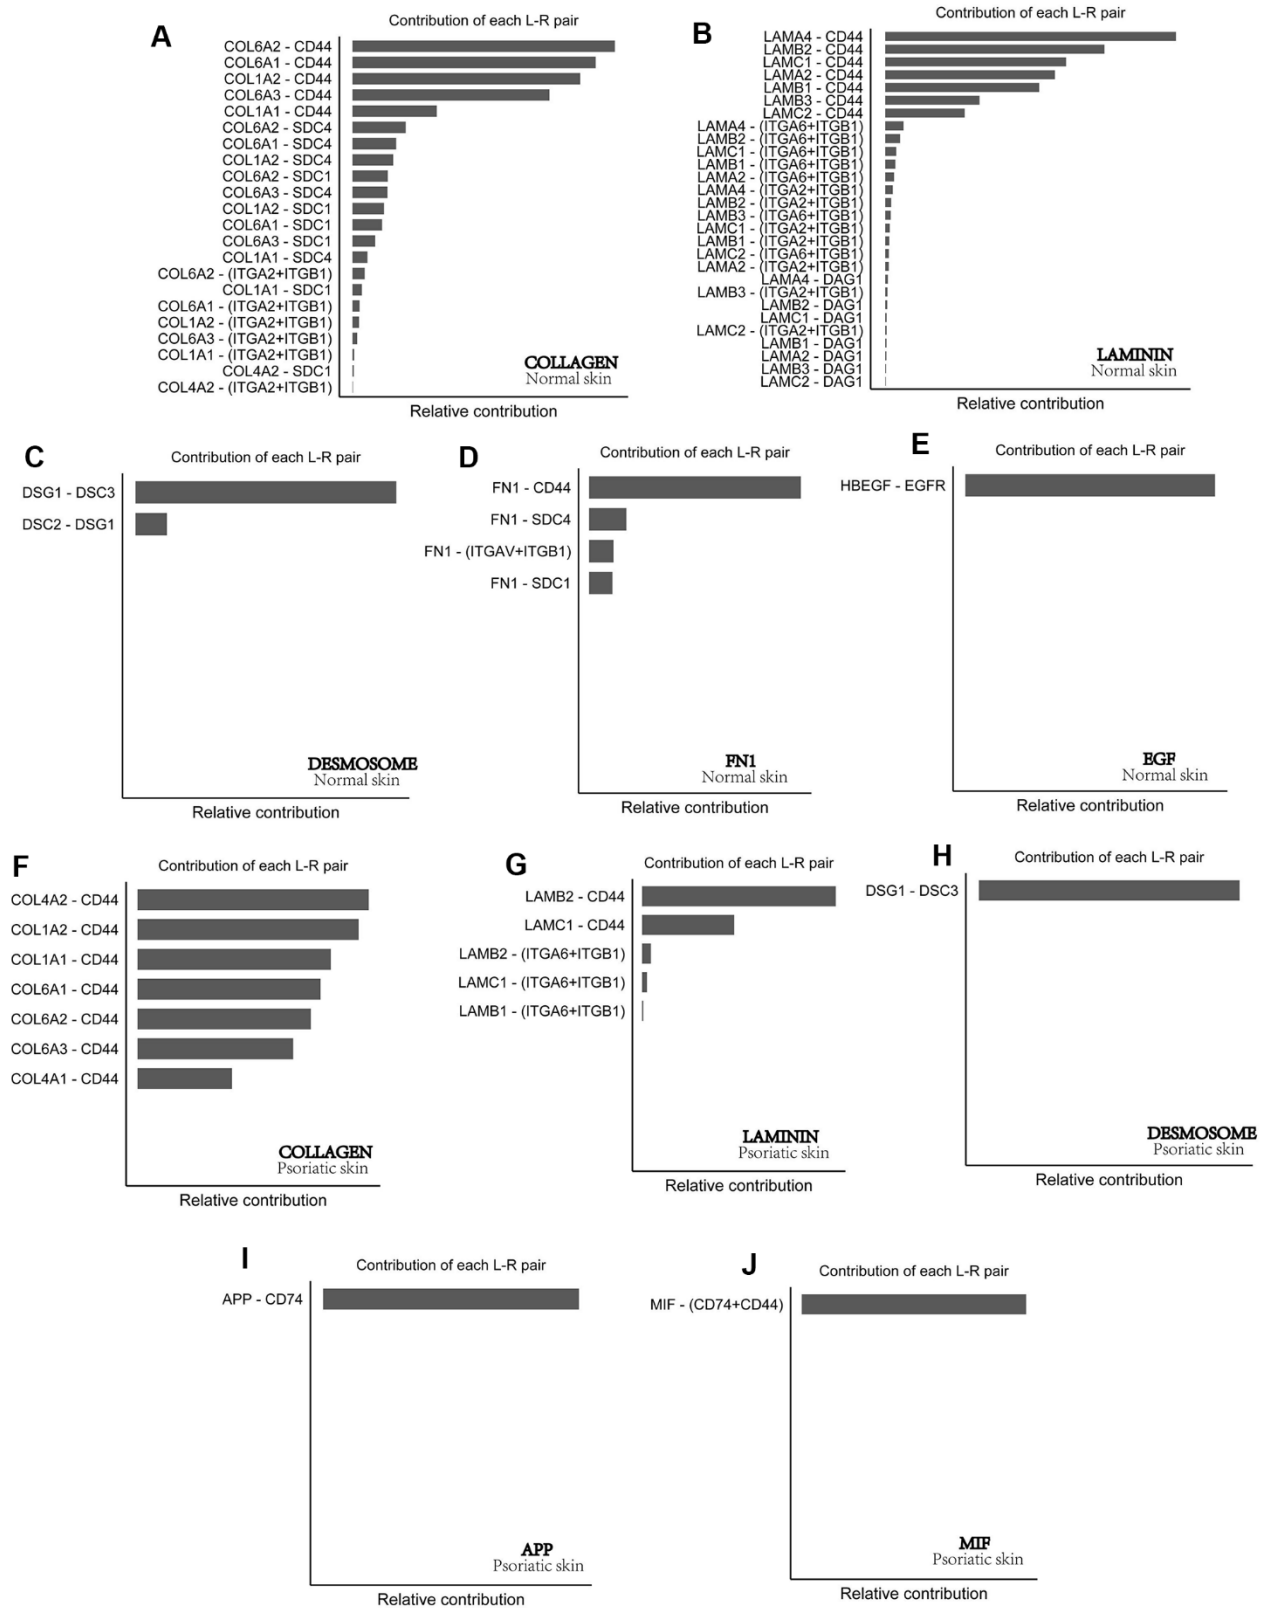 A
Contribution of each L-R pair
COL6A2 - CD44
COL6A1 - CD44
COL1A2 - CD44
COL6A3 - CD44
COL1A1 - CD44
COL6A2 - SDC4
COL6A1 - SDC4
COL1A2 - SDC4
COL6A2 - SDC1
COL6A3 - SDC4
COL1A2 - SDC1
COL6A1 - SDC1
COL6A3 - SDC1
COL1A1 - SDC4
COL6A2 - (ITGA2+ITGB1)
COL1A1 - SDC1
COL6A1 - (ITGA2+ITGB1)
COL1A2 - (ITGA2+ITGB1)
COL6A3 - (ITGA2+ITGB1)
COL1A1 - (ITGA2+ITGB1)
COL4A2 - SDC1
COL4A2 - (ITGA2+ITGB1)
COLLAGEN
Normal skin
Relative contribution
B
Contribution of each L-R pair
LAMA4 - CD44
LAMB2 - CD44
LAMC1 - CD44
LAMA2 - CD44
LAMB1 - CD44
LAMB3 - CD44
LAMC2 - CD44
LAMA4 - (ITGA6+ITGB1)
LAMB2 - (ITGA6+ITGB1)
LAMC1 - (ITGA6+ITGB1)
LAMB1 - (ITGA6+ITGB1)
LAMA2 - (ITGA6+ITGB1)
LAMA4 - (ITGA2+ITGB1)
LAMB2 - (ITGA2+ITGB1)
LAMB3 - (ITGA6+ITGB1)
LAMC1 - (ITGA2+ITGB1)
LAMB1 - (ITGA2+ITGB1)
LAMC2 - (ITGA6+ITGB1)
LAMA2 - (ITGA2+ITGB1)
LAMA4 - DAG1
LAMB3 - (ITGA2+ITGB1)
LAMB2 - DAG1
LAMC1 - DAG1
LAMC2 - (ITGA2+ITGB1)
LAMB1 - DAG1
LAMA2 - DAG1
LAMB3 - DAG1
LAMC2 - DAG1
LAMININ
Normal skin
Relative contribution
C
Contribution of each L-R pair
DSG1 - DSC3
DSC2 - DSG1
DESMOSOME
Normal skin
Relative contribution
D
Contribution of each L-R pair
FN1 - CD44
FN1 - SDC4
FN1 - (ITGAV+ITGB1)
FN1 - SDC1
FN1
Normal skin
Relative contribution
E
Contribution of each L-R pair
HBEGF - EGFR
EGF
Normal skin
Relative contribution
F
Contribution of each L-R pair
COL4A2 - CD44
COL1A2 - CD44
COL1A1 - CD44
COL6A1 - CD44
COL6A2 - CD44
COL6A3 - CD44
COL4A1 - CD44
COLLAGEN
Psoriatic skin
Relative contribution
G
Contribution of each L-R pair
LAMB2 - CD44
LAMC1 - CD44
LAMB2 - (ITGA6+ITGB1)
LAMC1 - (ITGA6+ITGB1)
LAMB1 - (ITGA6+ITGB1)
LAMININ
Psoriatic skin
Relative contribution
H
Contribution of each L-R pair
DSG1 - DSC3
DESMOSOME
Psoriatic skin
Relative contribution
I
Contribution of each L-R pair
APP - CD74
APP
Psoriatic skin
Relative contribution
J
Contribution of each L-R pair
MIF - (CD74+CD44)
MIF
Psoriatic skin
Relative contribution